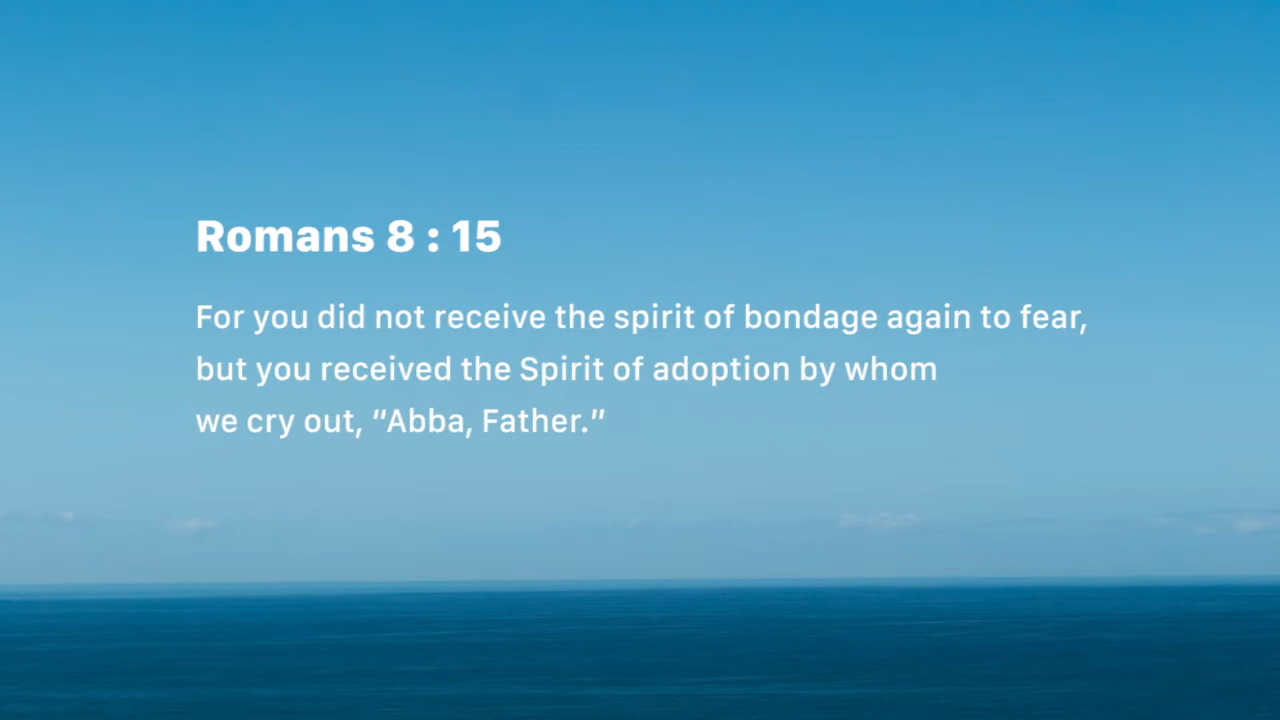 Romans 8 : 15
For you did not receive the spirit of bondage again to fear,
but you received the Spirit of adoption by whom
we cry out, “Abba, Father.”